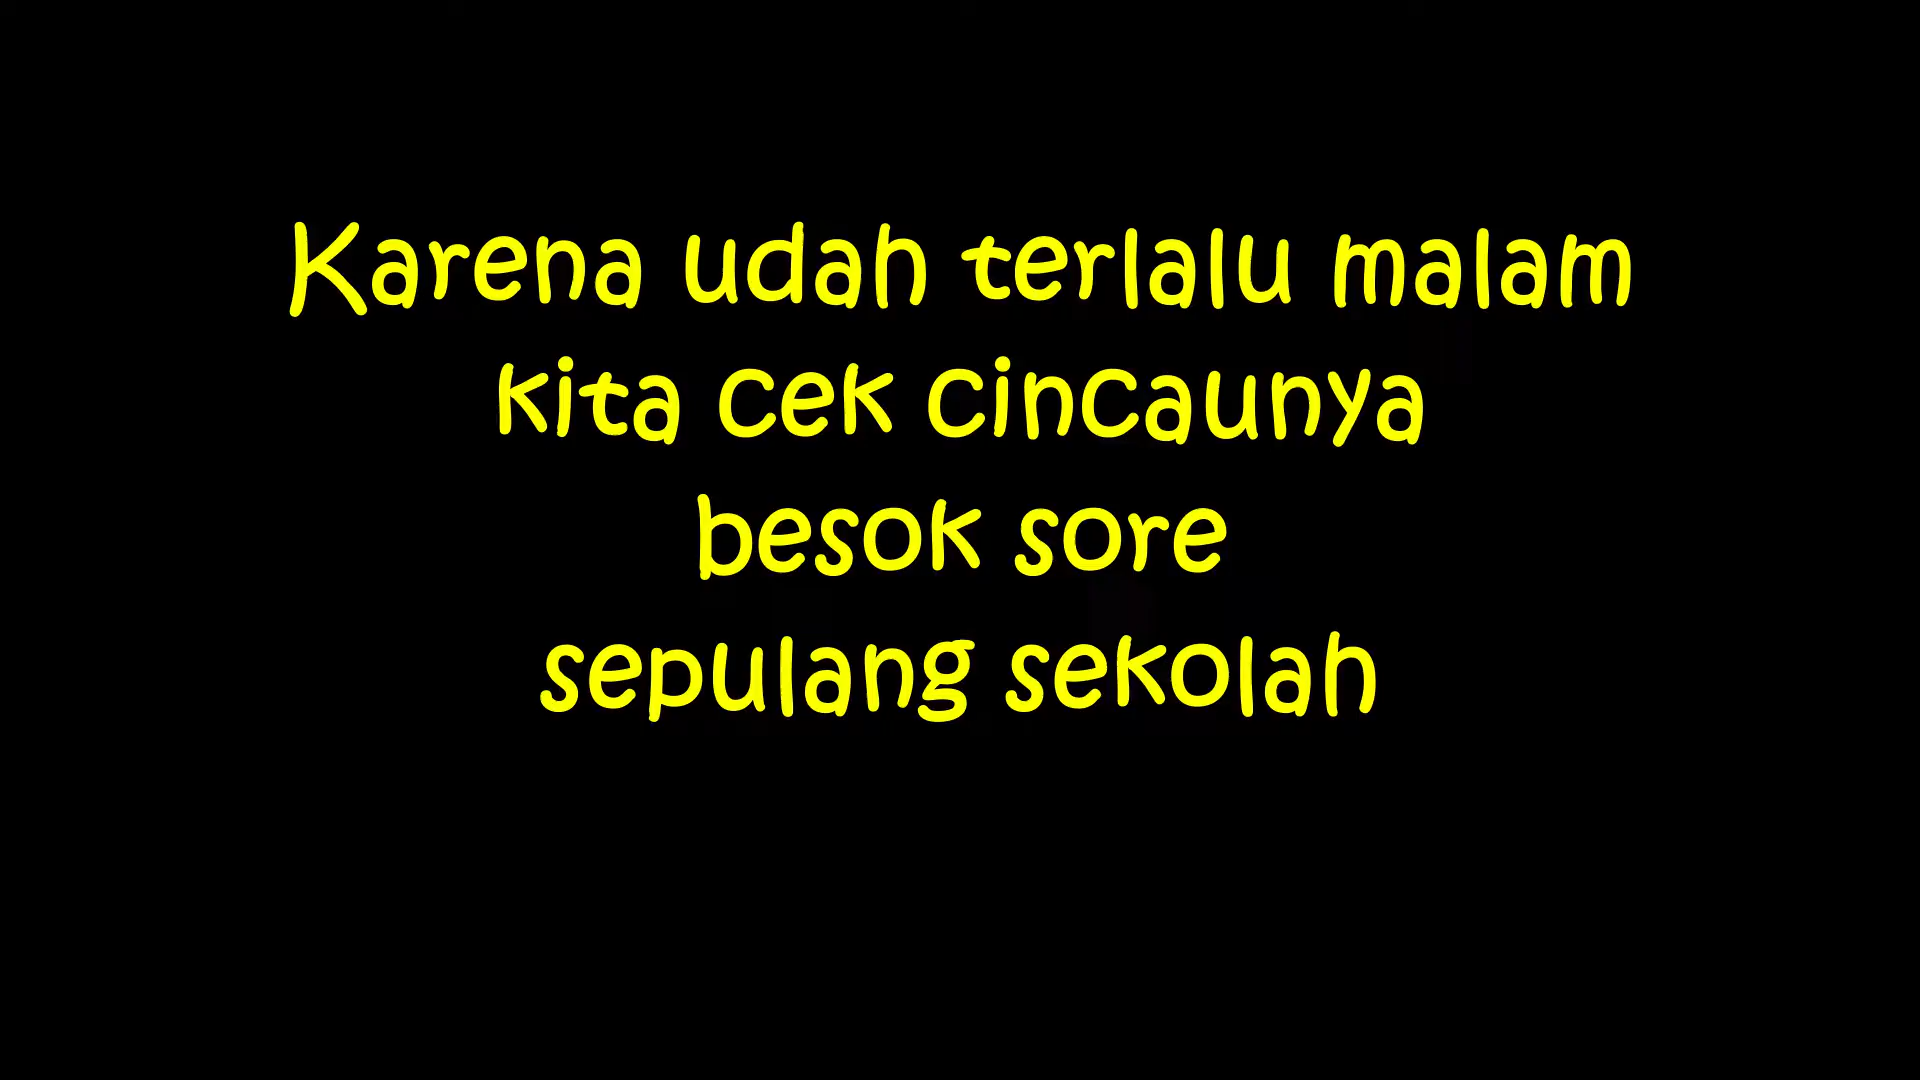 Karena udah terlalu malam
kita cek cincaunya
besok sore
sepulang sekolah